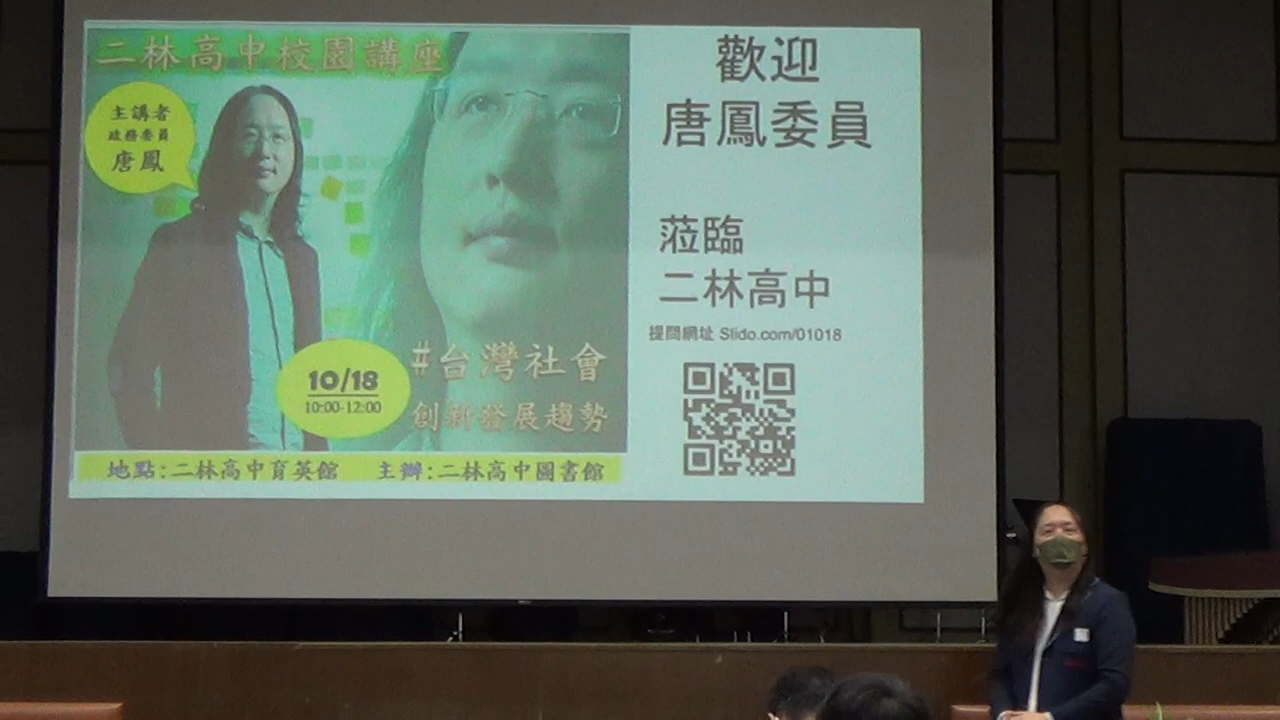 二林高中校園講座
主講者
政務委員
唐鳳
10/18
10:00-12:00
#台灣社會
創新發展趨勢
地點:二林高中育英館 主辦:二林高中圖書館
歡迎
唐鳳委員
蒞臨
二林高中
提問網址 Slido.com/01018